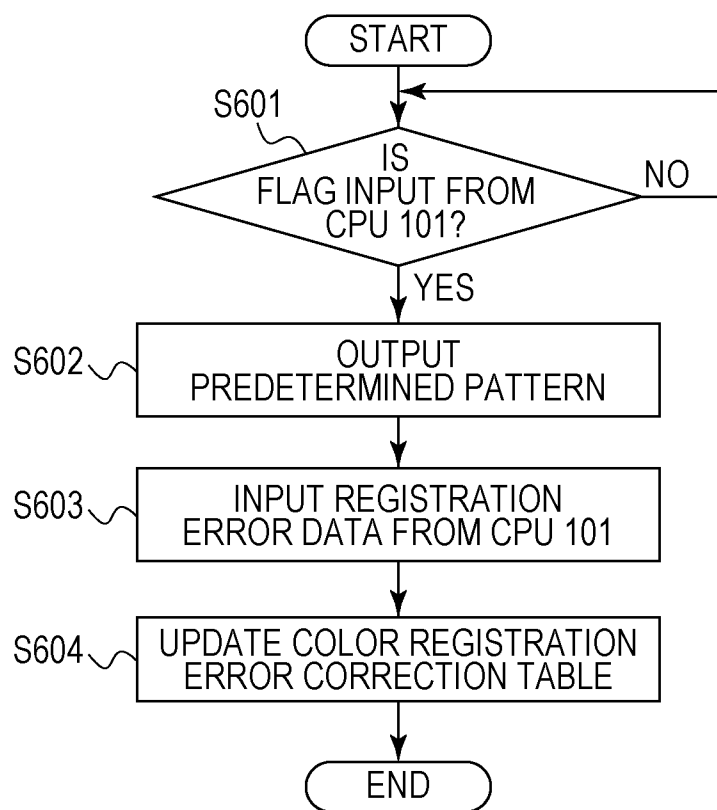 START
S601
IS
FLAG INPUT FROM
CPU 101?
NO
YES
S602
OUTPUT
PREDETERMINED PATTERN
S603
INPUT REGISTRATION
ERROR DATA FROM CPU 101
S604
UPDATE COLOR REGISTRATION
ERROR CORRECTION TABLE
END